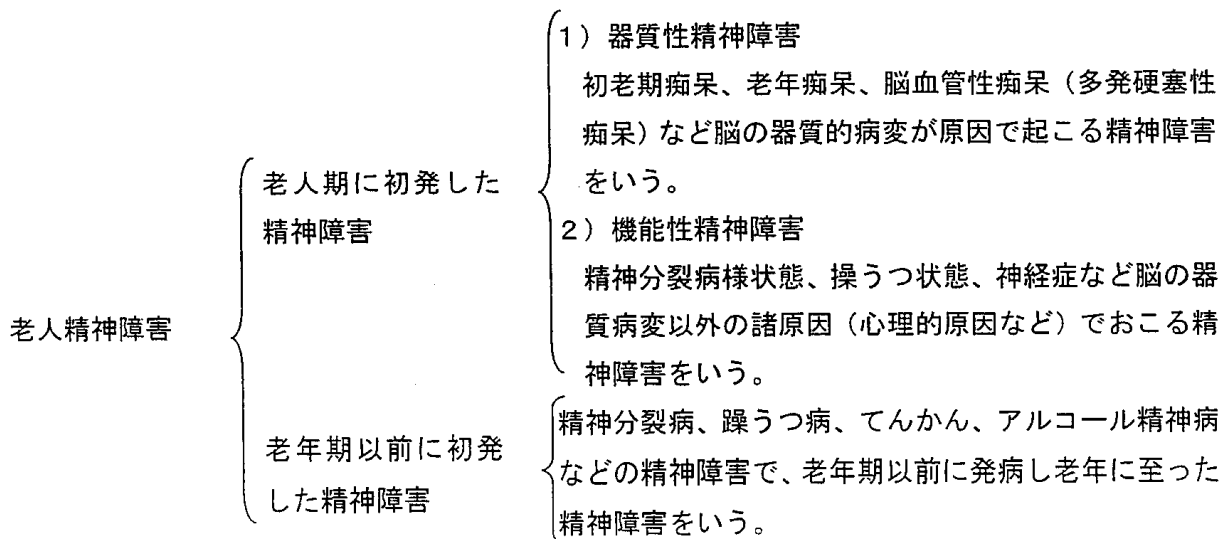 老人精神障害
老人期に初発した
精神障害
1）器質性精神障害
初老期痴呆、老年痴呆、脳血管性痴呆（多発硬塞性
痴呆）など脳の器質的病変が原因で起こる精神障害
をいう。
2）機能性精神障害
精神分裂病様状態、操うつ状態、神経症など脳の器
質病変以外の諸原因（心理的原因など）でおこる精
神障害をいう。
老年期以前に初発
した精神障害
精神分裂病、躁うつ病、てんかん、アルコール精神病
などの精神障害で、老年期以前に発病し老年に至った
精神障害をいう。